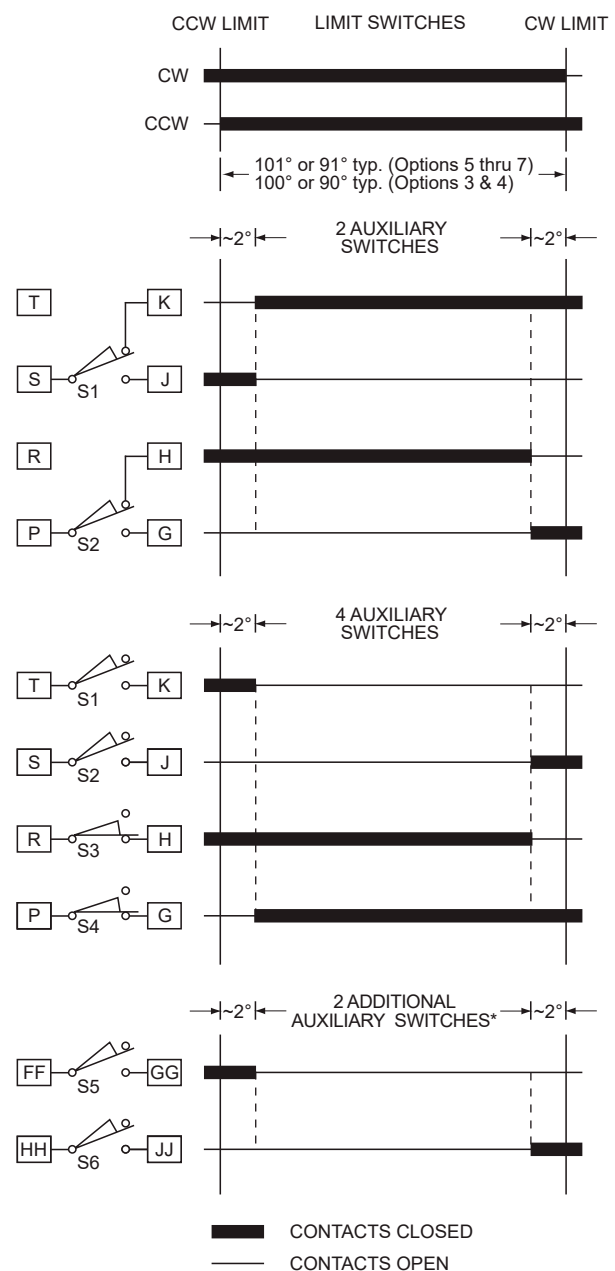 CCW LIMIT LIMIT SWITCHES CW LIMIT
CW
CCW
101° or 91° typ. (Options 5 thru 7)
100° or 90° typ. (Options 3 & 4)
~2° 2 AUXILIARY ~2°
SWITCHES
T K
S S1 J
R H
P S2 G
~2° 4 AUXILIARY ~2°
SWITCHES
T S1 K
S S2 J
R S3 H
P S4 G
~2° 2 ADDITIONAL ~2°
AUXILIARY SWITCHES*
FF S5 GG
HH S6 JJ
CONTACTS CLOSED
CONTACTS OPEN